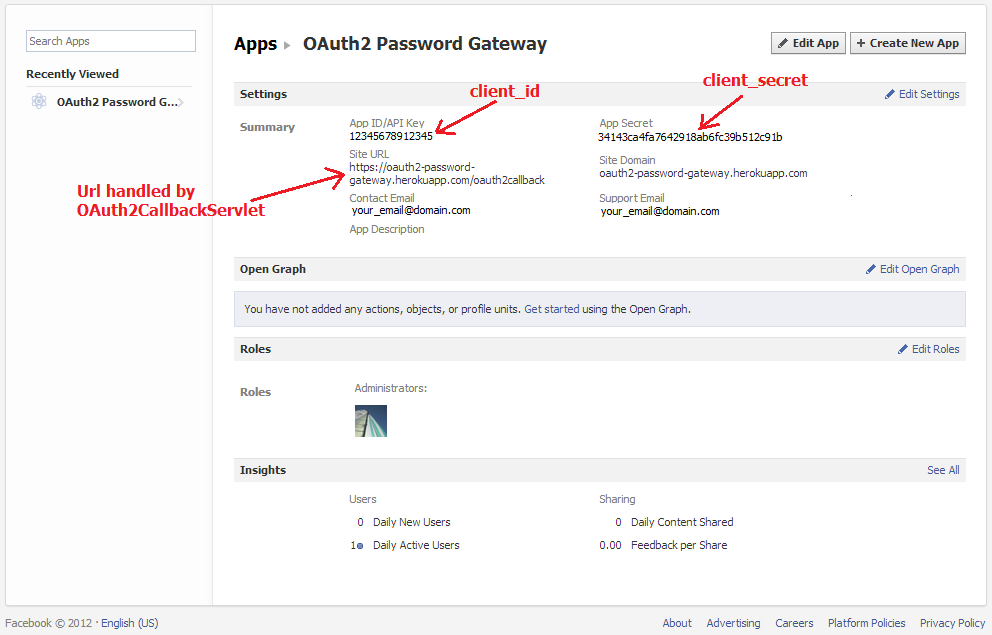 Search Apps
Recently Viewed
OAuth2 Password G...
Apps OAuth2 Password Gateway
Edit App
+ Create New App
Settings
Edit Settings
client_id
client_secret
Summary
App ID/API Key
12345678912345
Site URL
https://oauth2-password-
gateway.herokuapp.com/oauth2callback
Contact Email
your_email@domain.com
App Description
App Secret
34143ca4fa7642918ab6fc39b512c91b
Site Domain
oauth2-password-gateway.herokuapp.com
Support Email
your_email@domain.com
Url handled by
OAuth2CallbackServlet
Open Graph
Edit Open Graph
You have not added any actions, objects, or profile units. Get started using the Open Graph.
Roles
Edit Roles
Roles
Administrators:
Insights
See All
Users
0 Daily New Users
1 Daily Active Users
Sharing
0 Daily Content Shared
0.00 Feedback per Share
Facebook © 2012 · English (US)
About Advertising Careers Platform Policies Privacy Policy